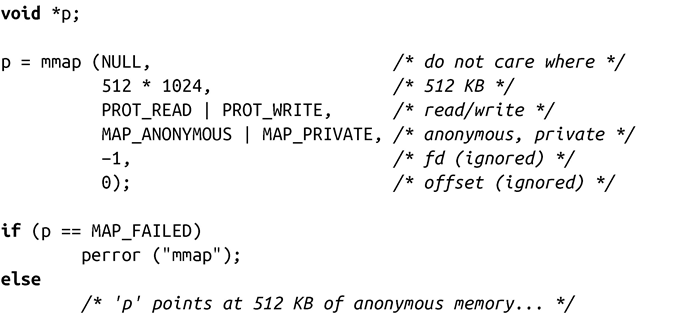 void *p;
p = mmap (NULL, /* do not care where */
512 * 1024, /* 512 KB */
PROT_READ | PROT_WRITE, /* read/write */
MAP_ANONYMOUS | MAP_PRIVATE, /* anonymous, private */
–1, /* fd (ignored) */
0); /* offset (ignored) */
if (p == MAP_FAILED)
perror ("mmap");
else
/* 'p' points at 512 KB of anonymous memory... */